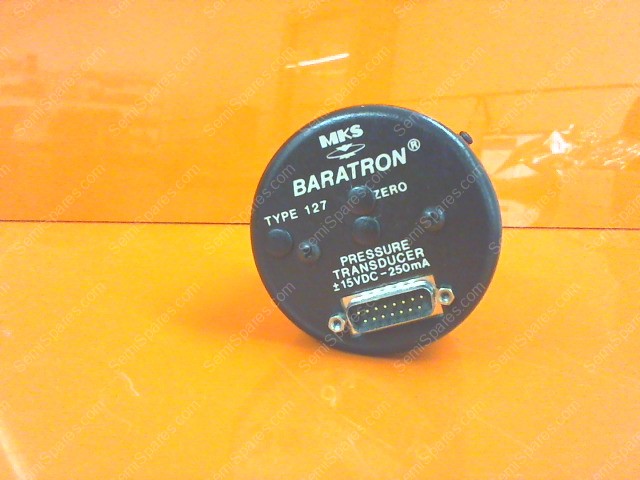 MKS
BARATRON®
TYPE 127
ZERO
PRESSURE
TRANSDUCER
±15VDC-250mA
SemiSpares.com